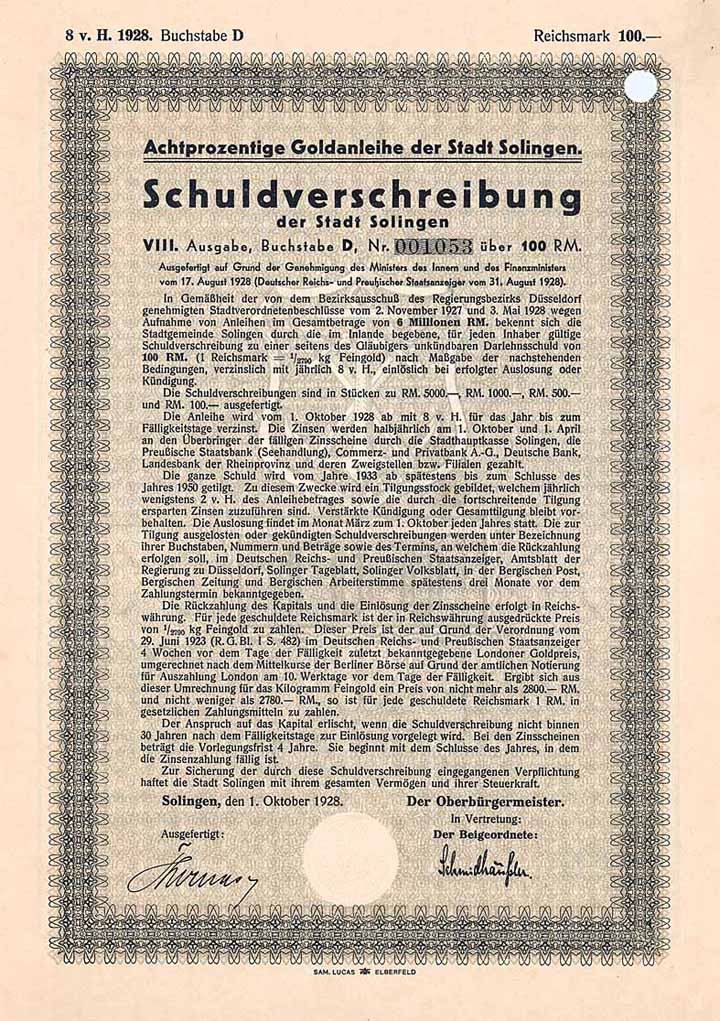 8 v. H. 1928. Buchstabe D
Reichsmark 100.—
Achtprozentige Goldanleihe der Stadt Solingen.
Schuldverschreibung
der Stadt Solingen
VIII. Ausgabe, Buchstabe D, Nr. 001053 über 100 RM.
Ausgefertigt auf Grund der Genehmigung des Ministers des Innern und des Finanzministers
vom 17. August 1928 (Deutscher Reichs- und Preußischer Staatsanzeiger vom 31. August 1928).
In Gemäßheit der von dem Bezirksausschuß des Regierungsbezirks Düsseldorf
genehmigten Stadtverordnetenbeschlüsse vom 2. November 1927 und 3. Mai 1928 wegen
Aufnahme von Anleihen im Gesamtbetrage von 6 Millionen RM. bekennt sich die
Stadtgemeinde Solingen durch die im Inlande begebene, für jeden Inhaber gültige
Schuldverschreibung zu einer seitens des Gläubigers unkündbaren Darlehnsschuld von
100 RM. (1 Reichsmark = 1/2790 kg Feingold) nach Maßgabe der nachstehenden
Bedingungen, verzinslich mit jährlich 8 v. H., einlöslich bei erfolgter Auslosung oder
Kündigung.
Die Schuldverschreibungen sind in Stücken zu RM. 5000.—, RM. 1000.—, RM. 500.—
und RM. 100.— ausgefertigt.
Die Anleihe wird vom 1. Oktober 1928 ab mit 8 v. H. für das Jahr bis zum
Fälligkeitstage verzinst. Die Zinsen werden halbjährlich am 1. Oktober und 1. April
an den Überbringer der fälligen Zinsscheine durch die Stadthauptkasse Solingen, die
Preußische Staatsbank (Seehandlung), Commerz- und Privatbank A.-G., Deutsche Bank,
Landesbank der Rheinprovinz und deren Zweigstellen bzw. Filialen gezahlt.
Die ganze Schuld wird vom Jahre 1933 ab spätestens bis zum Schlusse des
Jahres 1950 getilgt. Zu diesem Zwecke wird ein Tilgungsstock gebildet, welchem jährlich
wenigstens 2 v. H. des Anleihebetrages sowie die durch die fortschreitende Tilgung
ersparten Zinsen zuzuführen sind. Verstärkte Kündigung oder Gesamttilgung bleibt vor-
behalten. Die Auslosung findet im Monat März zum 1. Oktober jeden Jahres statt. Die zur
Tilgung ausgelosten oder gekündigten Schuldverschreibungen werden unter Bezeichnung
ihrer Buchstaben, Nummern und Beträge sowie des Termins, an welchem die Rückzahlung
erfolgen soll, im Deutschen Reichs- und Preußischen Staatsanzeiger, Amtsblatt der
Regierung zu Düsseldorf, Solinger Tageblatt, Solinger Volksblatt, in der Bergischen Post,
Bergischen Zeitung und Bergischen Arbeiterstimme spätestens drei Monate vor dem
Zahlungstermin bekanntgegeben.
Die Rückzahlung des Kapitals und die Einlösung der Zinsscheine erfolgt in Reichs-
währung. Für jede geschuldete Reichsmark ist der in Reichswährung ausgedrückte Preis
von 1/2790 kg Feingold zu zahlen. Dieser Preis ist der auf Grund der Verordnung vom
29. Juni 1923 (R. G. Bl. I S. 482) im Deutschen Reichs- und Preußischen Staatsanzeiger
4 Wochen vor dem Tage der Fälligkeit zuletzt bekanntgegebene Londoner Goldpreis,
umgerechnet nach dem Mittelkurse der Berliner Börse auf Grund der amtlichen Notierung
für Auszahlung London am 10. Werktage vor dem Tage der Fälligkeit. Ergibt sich aus
dieser Umrechnung für das Kilogramm Feingold ein Preis von nicht mehr als 2800.— RM.
und nicht weniger als 2780.— RM., so ist für jede geschuldete Reichsmark 1 RM. in
gesetzlichen Zahlungsmitteln zu zahlen.
Der Anspruch auf das Kapital erlischt, wenn die Schuldverschreibung nicht binnen
30 Jahren nach dem Fälligkeitstage zur Einlösung vorgelegt wird. Bei den Zinsscheinen
beträgt die Vorlegungsfrist 4 Jahre. Sie beginnt mit dem Schlusse des Jahres, in dem
die Zinsenzahlung fällig ist.
Zur Sicherung der durch diese Schuldverschreibung eingegangenen Verpflichtung
haftet die Stadt Solingen mit ihrem gesamten Vermögen und ihrer Steuerkraft.
Solingen, den 1. Oktober 1928.
Der Oberbürgermeister.
In Vertretung:
Ausgefertigt:
Der Beigeordnete:
Schmidhäußler.
SAM. LUCAS ELBERFELD